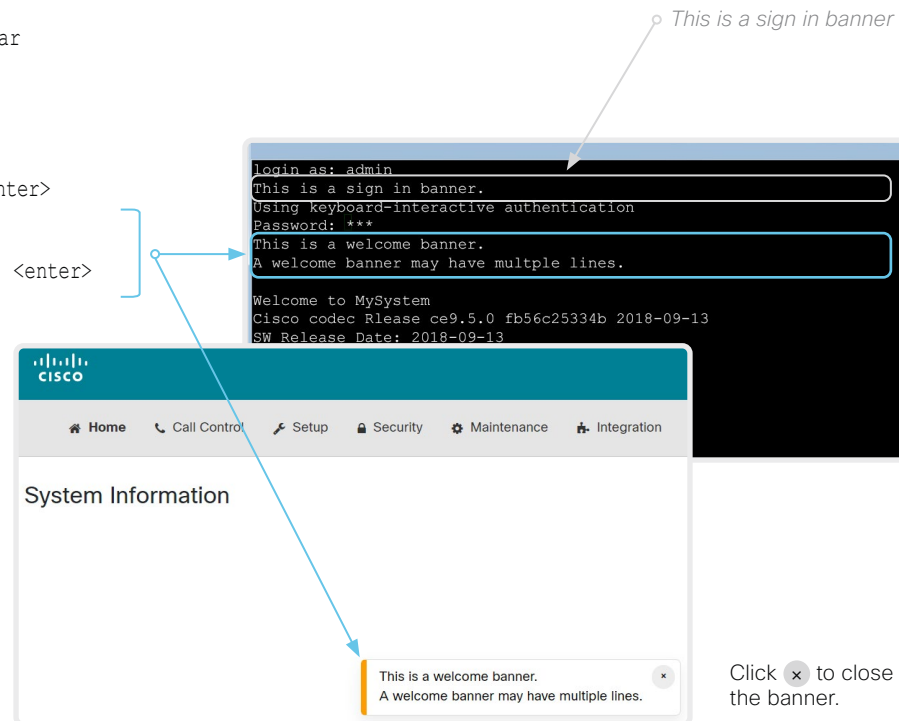 This is a sign in banner
ar
nter>
<enter>
login as: admin
This is a sign in banner.
Using keyboard-interactive authentication
Password: ***
This is a welcome banner.
A welcome banner may have multple lines.
Welcome to MySystem
Cisco codec Rlease ce9.5.0 fb56c25334b 2018-09-13
SW Release Date: 2018-09-13
CISCO
Home Call Control Setup Security Maintenance Integration
System Information
This is a welcome banner.
A welcome banner may have multiple lines.
×
Click × to close
the banner.